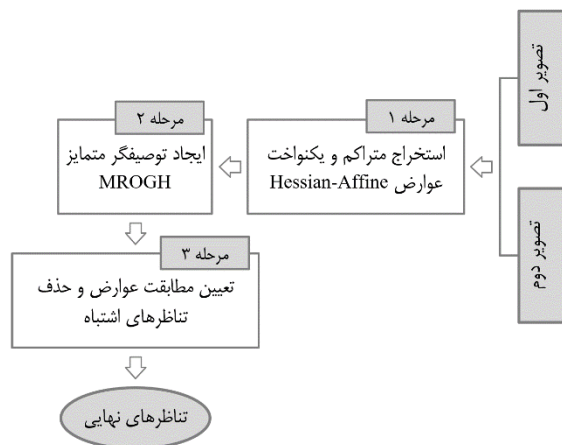 تصویر اول
تصویر دوم
مرحله ۱
استخراج متراکم و یکنواخت
عوارض Hessian-Affine
مرحله ۲
ایجاد توصیفگر متمایز
MROGH
مرحله ۳
تعیین مطابقت عوارض و حذف
تناظرهای اشتباه
تناظرهای نهایی